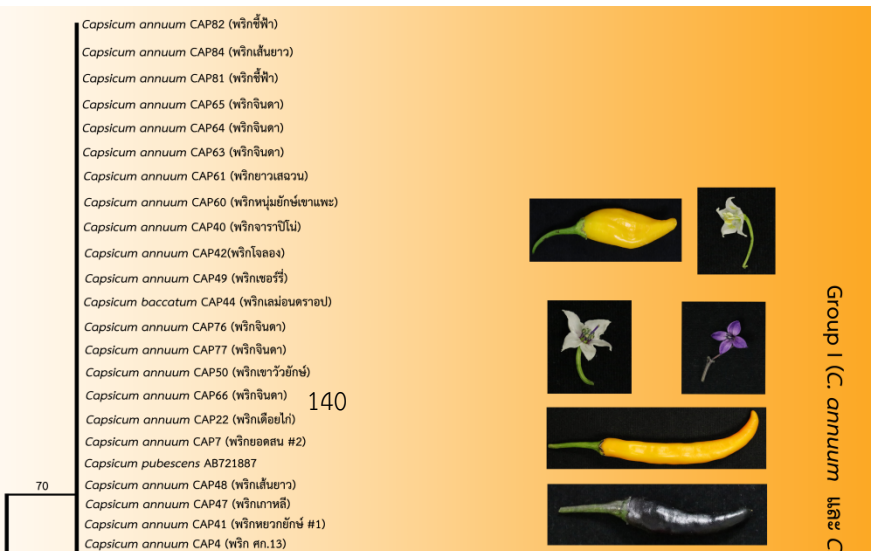 Capsicum annuum CAP82 (พริกชี้ฟ้า)
Capsicum annuum CAP84 (พริกเส้นยาว)
Capsicum annuum CAP81 (พริกชี้ฟ้า)
Capsicum annuum CAP65 (พริกจินดา)
Capsicum annuum CAP64 (พริกจินดา)
Capsicum annuum CAP63 (พริกจินดา)
Capsicum annuum CAP61 (พริกยาวเสฉวน)
Capsicum annuum CAP60 (พริกหนุ่มยักษ์เขาแพะ)
Capsicum annuum CAP40 (พริกจาราปิโน่)
Capsicum annuum CAP42(พริกโจลอง)
Capsicum annuum CAP49 (พริกเชอร์รี่)
Capsicum baccatum CAP44 (พริกเลม่อนดราอป)
Capsicum annuum CAP76 (พริกจินดา)
Capsicum annuum CAP77 (พริกจินดา)
Capsicum annuum CAP50 (พริกเขาวัวยักษ์)
Capsicum annuum CAP66 (พริกจินดา)
140
Capsicum annuum CAP22 (พริกเดือยไก่)
Capsicum annuum CAP7 (พริกยอดสน #2)
Capsicum pubescens AB721887
70
Capsicum annuum CAP48 (พริกเส้นยาว)
Capsicum annuum CAP47 (พริกเกาหลี)
Capsicum annuum CAP41 (พริกหยวกยักษ์ #1)
Capsicum annuum CAP4 (พริก ศก.13)
Group I (C. annuum และ C